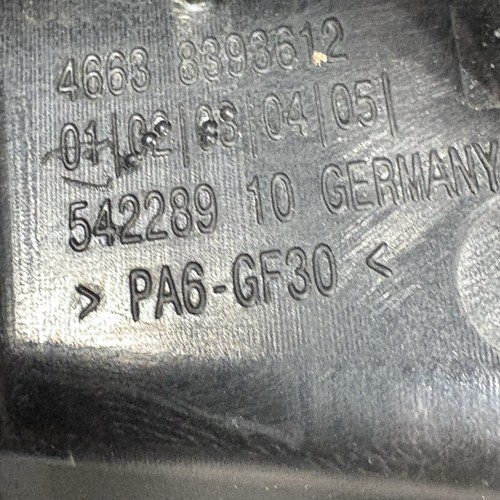 4663 8393612
01|02|03|04|05|
542289 10 GERMANY
> PA6-GF30 <